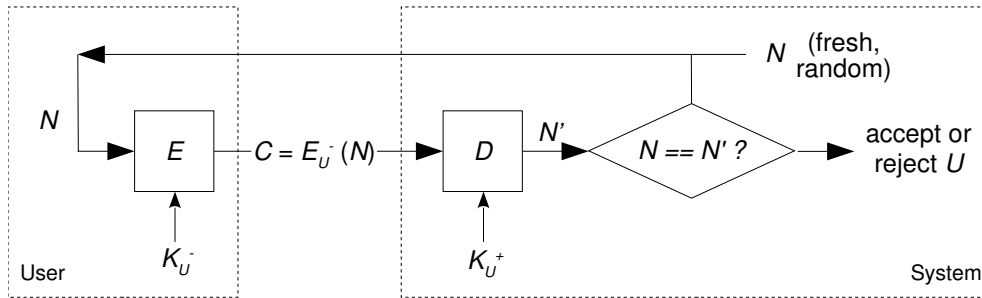 N (fresh,
random)
N
E
C = E_U^- (N)
D
N'
N == N' ?
accept or
reject U
K_U^-
K_U^+
User
System